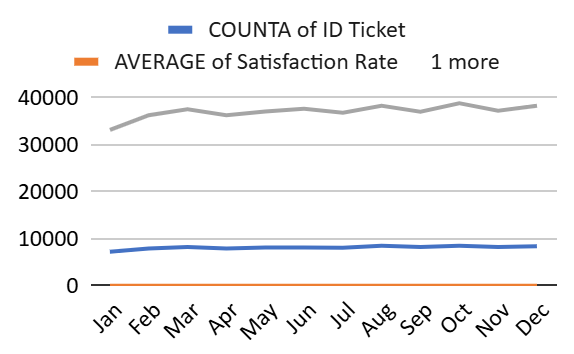 COUNTA of ID Ticket
AVERAGE of Satisfaction Rate 1 more
40000
30000
20000
10000
0
Jan Feb Mar Apr May Jun Jul Aug Sep Oct Nov Dec